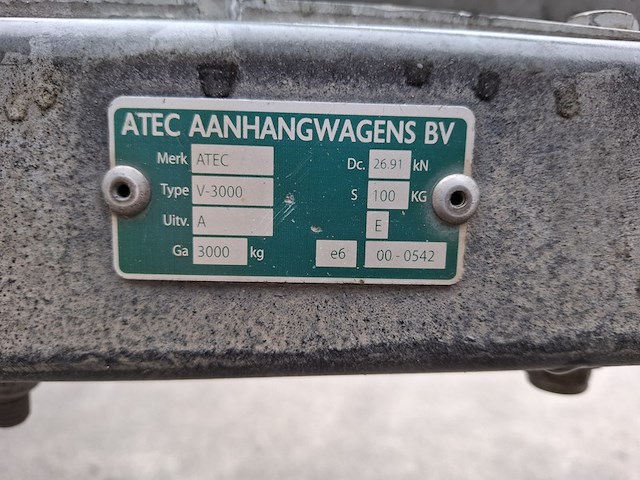 ATEC AANHANGWAGENS BV
Merk ATEC Dc. 26.91 kN
Type V-3000 S 100 KG
Uitv. A E
Ga 3000 kg e6 00-0542